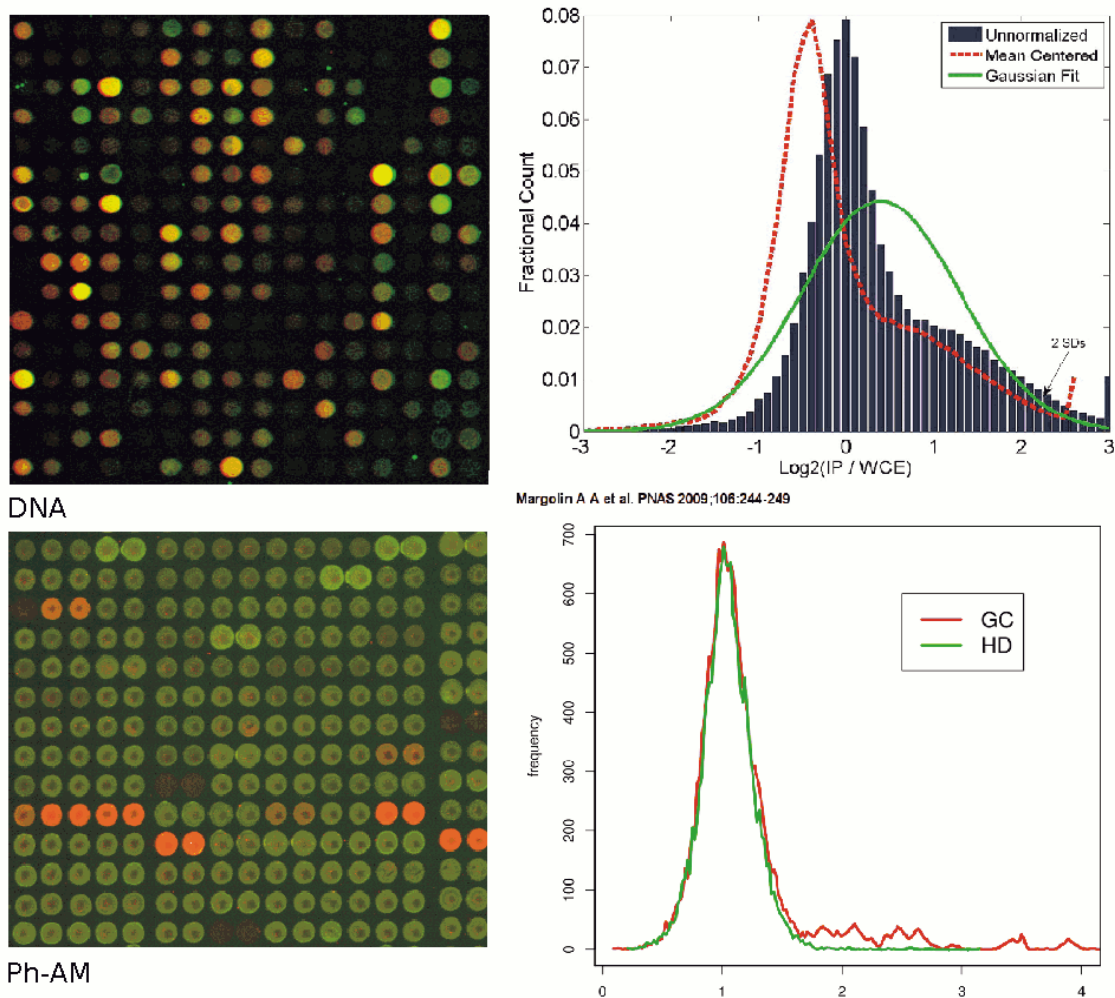 DNA
0.08
0.07
0.06
0.05
0.04
0.03
0.02
0.01
0
Fractional Count
Unnormalized
Mean Centered
Gaussian Fit
2 SDs
-3 -2 -1 0 1 2 3
Log2(IP / WCE)
Margolin A A et al. PNAS 2009;106:244-249
Ph-AM
700
600
500
400
300
200
100
0
frequency
GC
HD
0 1 2 3 4